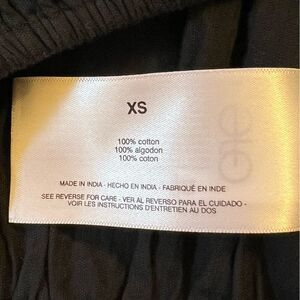 XS
100% cotton
100% algodon
100% coton
MADE IN INDIA - HECHO EN INDIA - FABRIQUÉ EN INDE
SEE REVERSE FOR CARE - VER AL REVERSO PARA EL CUIDADO -
VOIR LES INSTRUCTIONS D'ENTRETIEN AU DOS